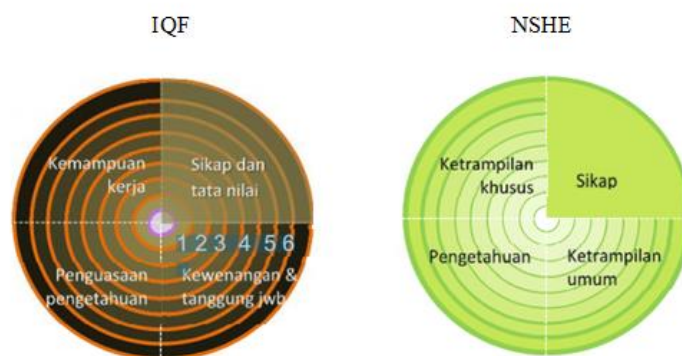 IQF
NSHE
Kemampuan
kerja
Sikap dan
tata nilai
1 2 3 4 5 6
Penguasaan
pengetahuan
Kewenangan &
tanggung jwb
Ketrampilan
khusus
Sikap
Pengetahuan
Ketrampilan
umum